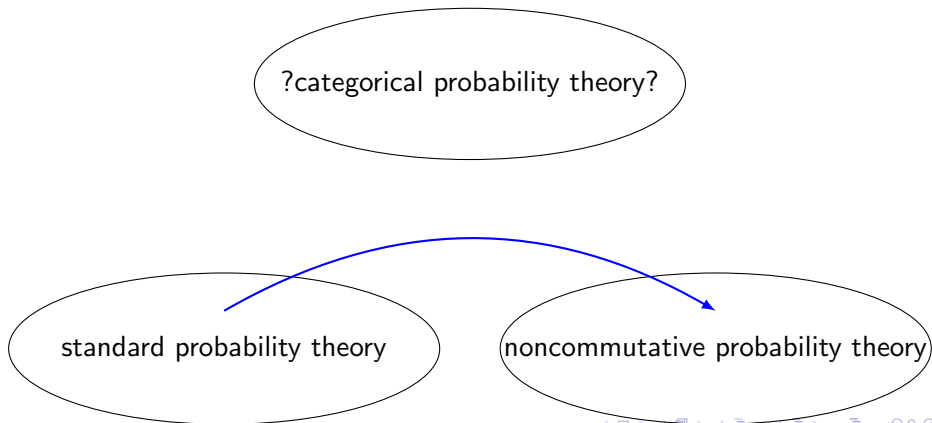 ?categorical probability theory?
standard probability theory
noncommutative probability theory